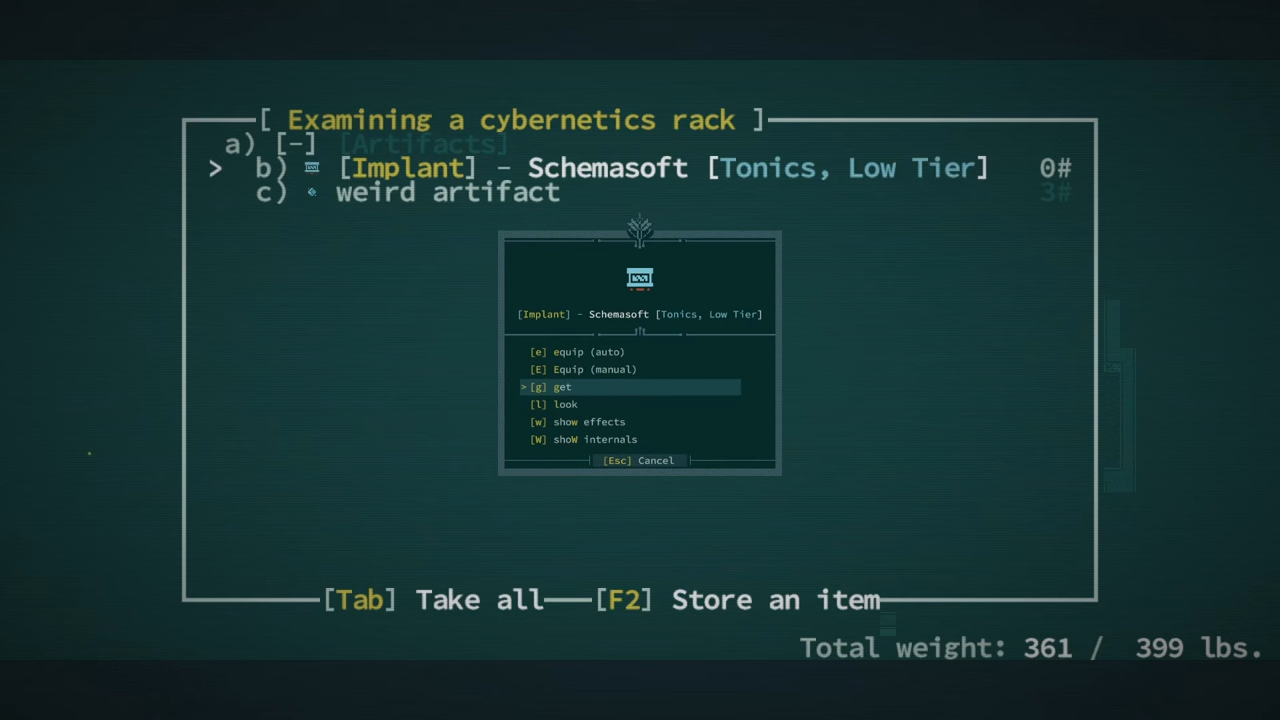 [ Examining a cybernetics rack ]
a) [-] [Artifacts]
> b) [Implant] - Schemasoft [Tonics, Low Tier] 0#
c) weird artifact 3#
[Implant] - Schemasoft [Tonics, Low Tier]
[e] equip (auto)
[E] Equip (manual)
>[g] get
[l] look
[w] show effects
[W] shoW internals
[Esc] Cancel
[Tab] Take all [F2] Store an item
Total weight: 361 / 399 lbs.